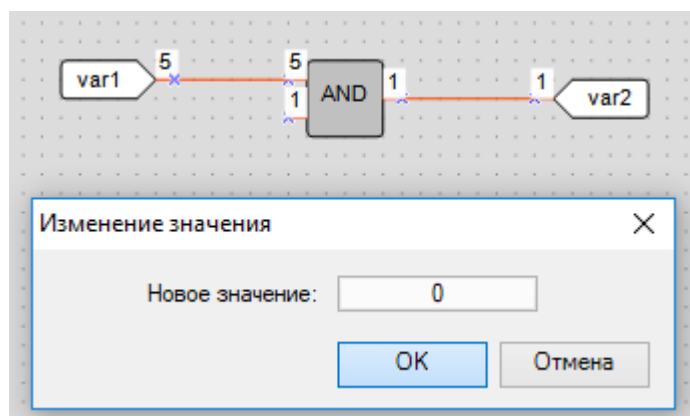 5 5
var1 1 AND 1 1 var2
Изменение значения
Новое значение: 0
OK Отмена